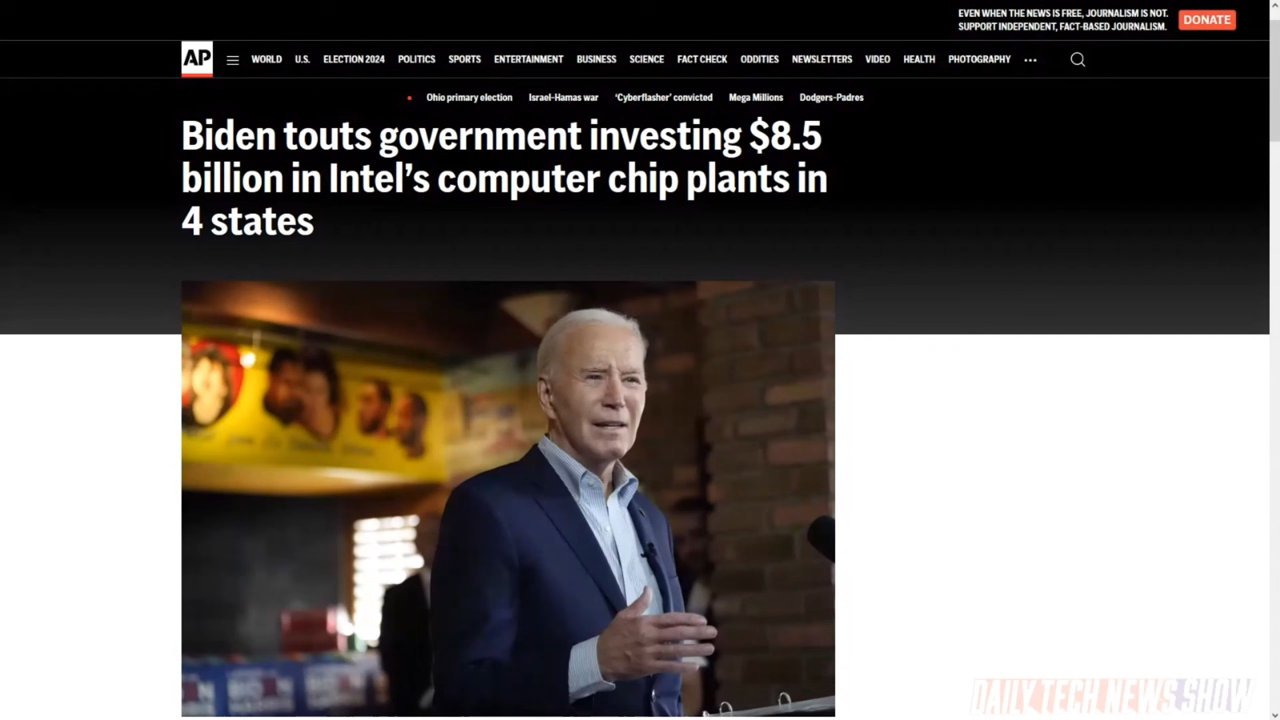 EVEN WHEN THE NEWS IS FREE, JOURNALISM IS NOT.
SUPPORT INDEPENDENT, FACT-BASED JOURNALISM.
DONATE
AP
WORLD U.S. ELECTION 2024 POLITICS SPORTS ENTERTAINMENT BUSINESS SCIENCE FACT CHECK ODDITIES NEWSLETTERS VIDEO HEALTH PHOTOGRAPHY ...
Ohio primary election Israel-Hamas war ‘Cyberflasher’ convicted Mega Millions Dodgers-Padres
Biden touts government investing $8.5
billion in Intel’s computer chip plants in
4 states
DAILY TECH NEWS SHOW